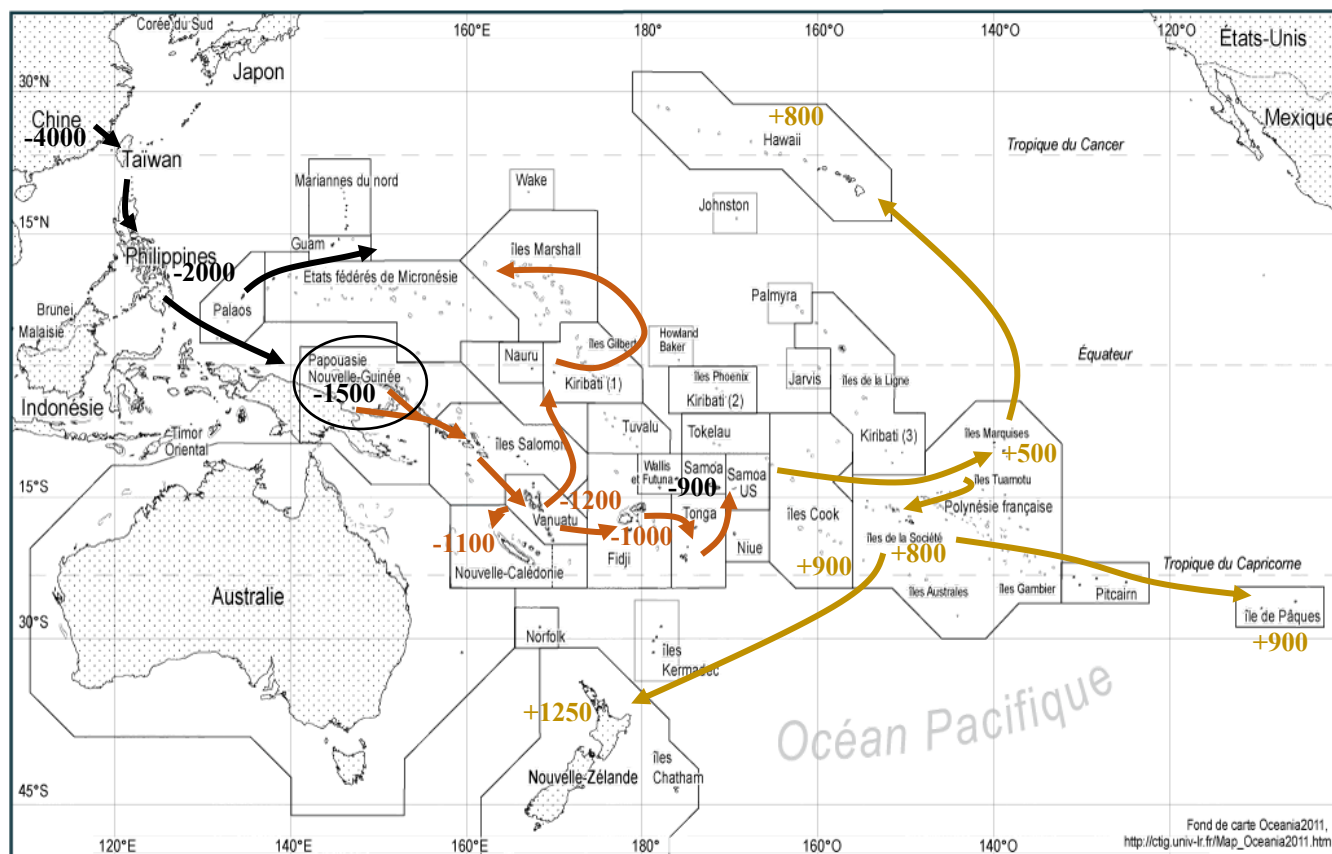 Corée du Sud
160°E
180°
160°O
140°O
120°O
États-Unis
Japon
30°N
Chine
-4000
+800
Hawaii
Mexique
Taïwan
Tropique du Cancer
Mariannes du nord
Wake
Johnston
15°N
Guam
îles Marshall
Philippines
-2000
Etats fédérés de Micronésie
Palaos
Palmyra
Brunei
Malaisie
Howland
Baker
îles Gilbert
Nauru
Équateur
Papouasie
Nouvelle-Guinée
-1500
Kiribati (1)
îles Phoenix
Kiribati (2)
Jarvis
îles de la Ligne
Indonésie
Timor
Oriental
îles Salomon
Tuvalu
Tokelau
Kiribati (3)
îles Marquises
+500
Wallis
et Futuna
Samoa
-900
Samoa
US
îles Tuamotu
15°S
-1200
Vanuatu
-1000
Tonga
îles Cook
Polynésie française
-1100
Fidji
Niue
îles de la Société
+800
Nouvelle-Calédonie
+900
Tropique du Capricorne
Australie
îles Australes
îles Gambier
Pitcairn
île de Pâques
+900
30°S
Norfolk
îles
Kermadec
+1250
Océan Pacifique
Nouvelle-Zélande
îles
Chatham
45°S
120°E
140°E
160°E
180°
160°O
140°O
Fond de carte Oceania2011,
http://ctig.univ-lr.fr/Map_Oceania2011.htm